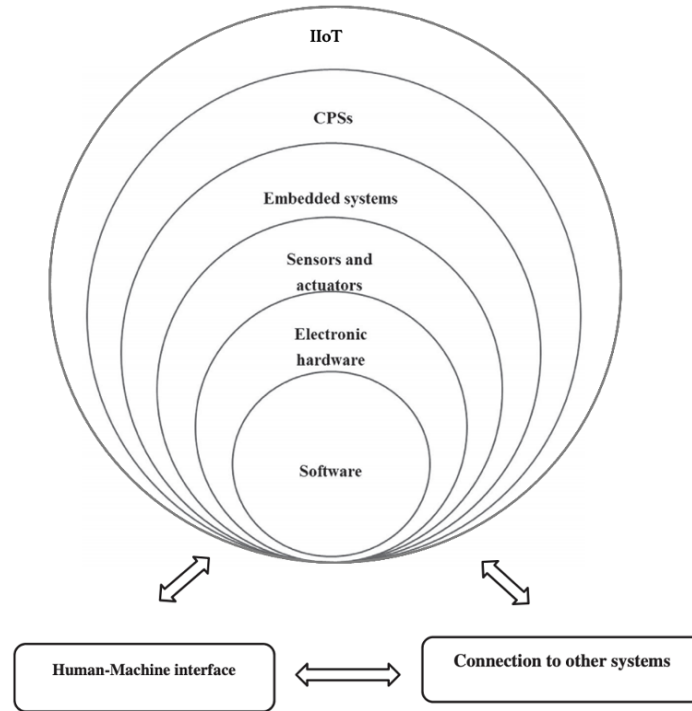 IIoT
CPSs
Embedded systems
Sensors and
actuators
Electronic
hardware
Software
Human-Machine interface
Connection to other systems